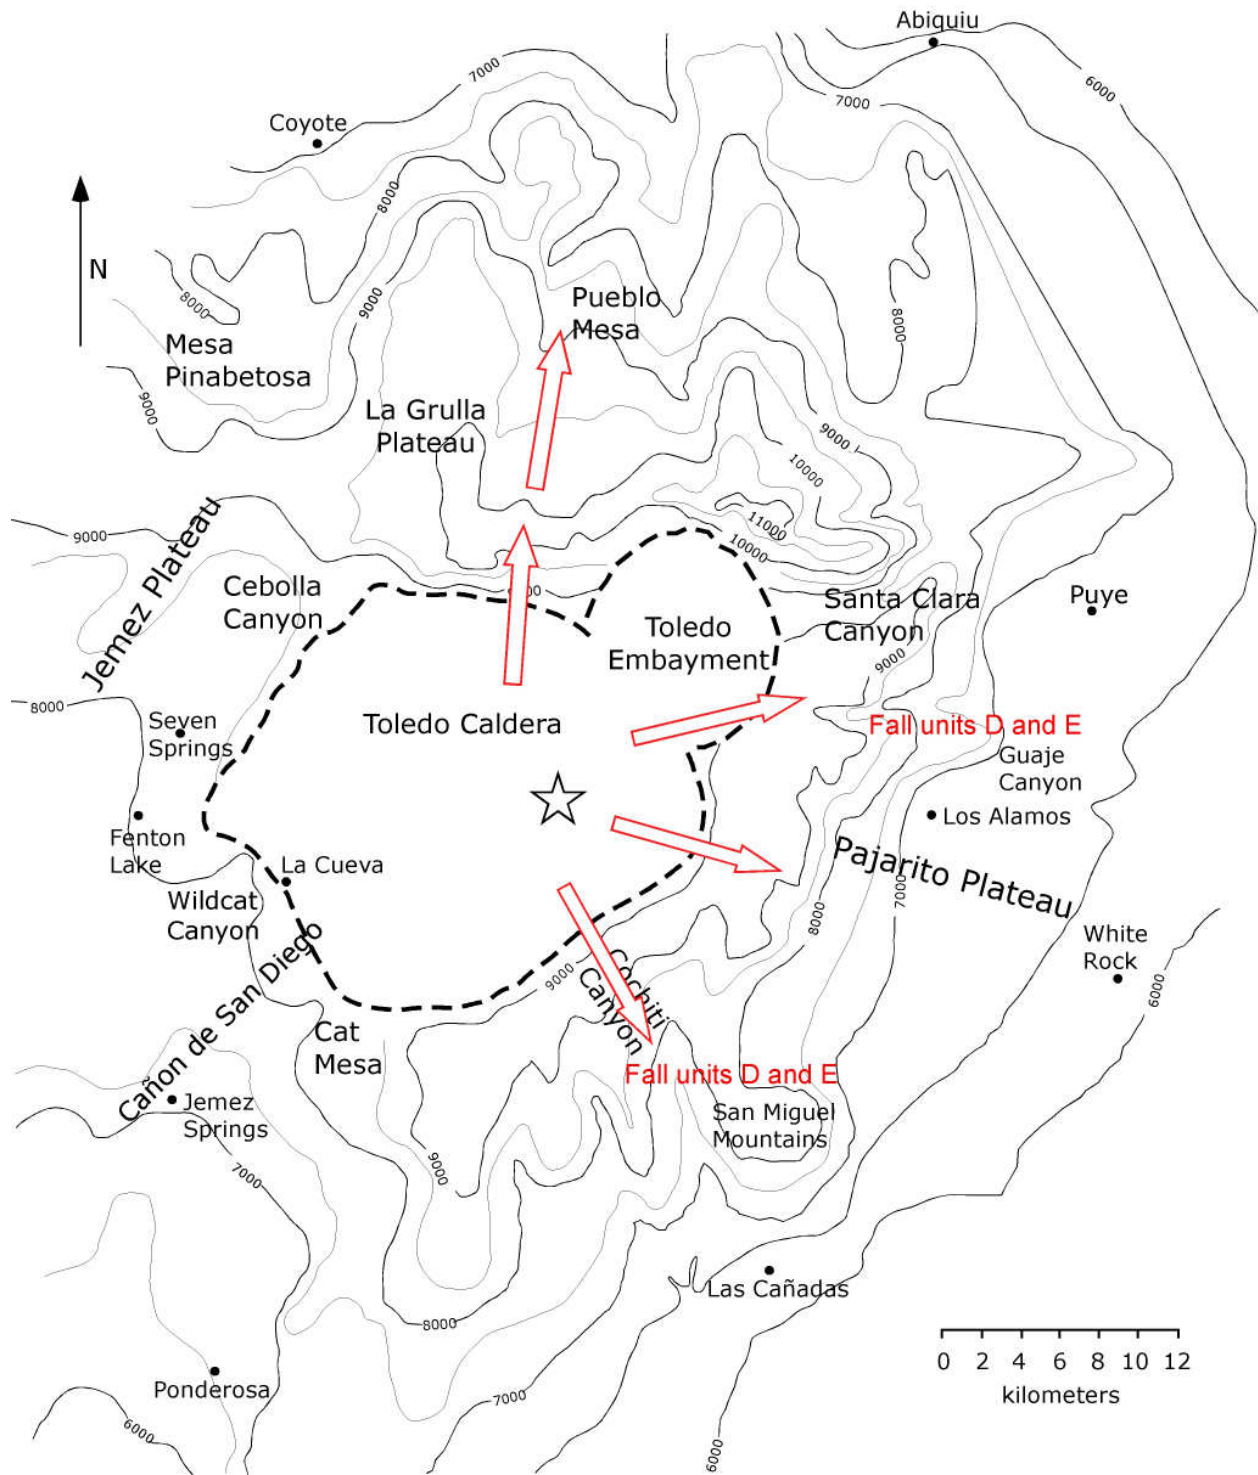 Abiquiu
7000
6000
7000
Coyote
8000
N
Pueblo
Mesa
8000
9000
8000
Mesa
Pinabetosa
9000
La Grulla
Plateau
9000
10000
11000
10000
9000
Jemez Plateau
Cebolla
Canyon
Santa Clara
Canyon
Puye
Toledo
Embayment
9000
8000
Seven
Springs
Toledo Caldera
Fall units D and E
Guaje
Canyon
Los Alamos
Fenton
Lake
La Cueva
Pajarito Plateau
7000
Wildcat
Canyon
8000
White
Rock
Cañon de San Diego
9000
Cochiti
Canyon
6000
Cat
Mesa
Fall units D and E
Jemez
Springs
San Miguel
Mountains
9000
7000
Las Cañadas
8000
0 2 4 6 8 10 12
kilometers
Ponderosa
7000
6000
6000